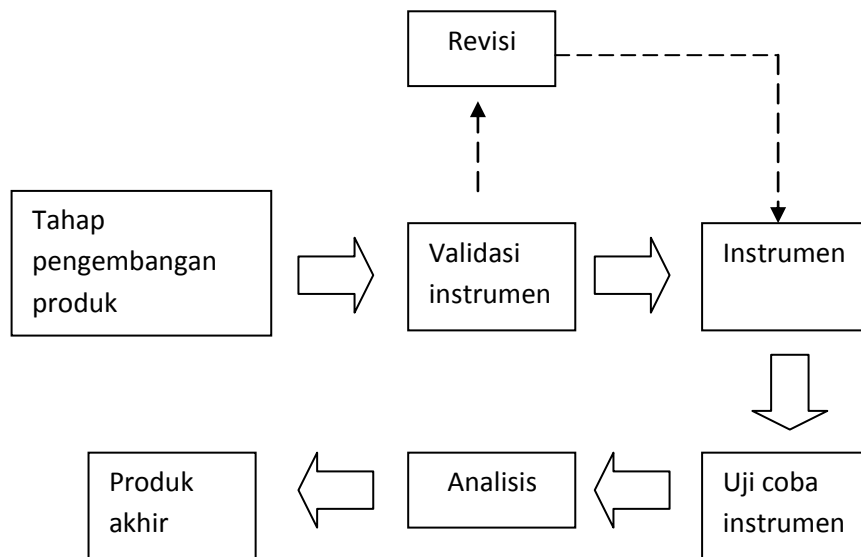 Revisi
Tahap
pengembangan
produk
Validasi
instrumen
Instrumen
Produk
akhir
Analisis
Uji coba
instrumen